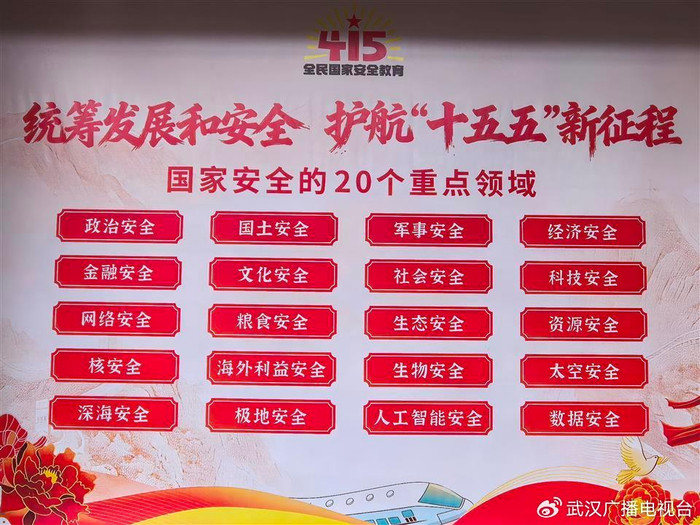 415
全民国家安全教育
统筹发展和安全 护航“十五五”新征程
国家安全的20个重点领域
政治安全 国土安全 军事安全 经济安全
金融安全 文化安全 社会安全 科技安全
网络安全 粮食安全 生态安全 资源安全
核安全 海外利益安全 生物安全 太空安全
深海安全 极地安全 人工智能安全 数据安全
武汉广播电视台